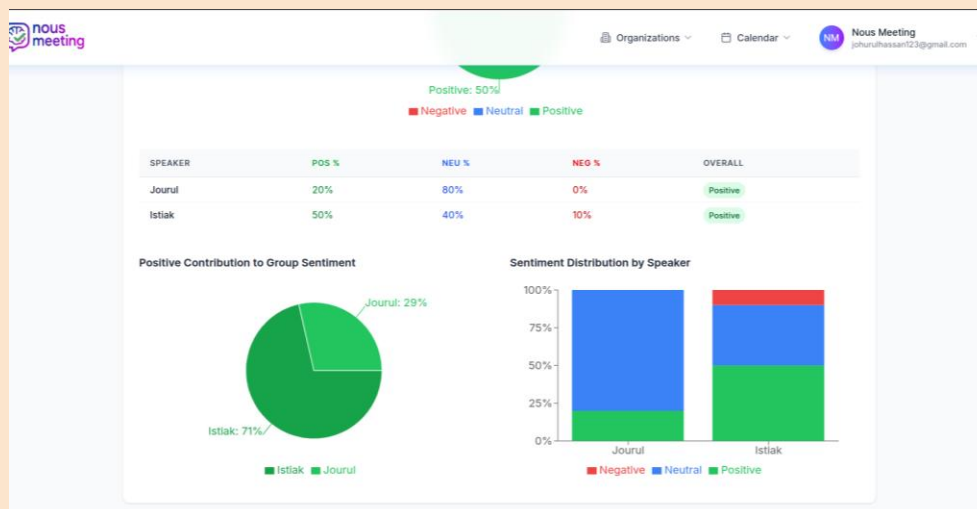 nous
meeting
Organizations
Calendar
NM
Nous Meeting
johurulhassan123@gmail.com
Positive: 50%
Negative Neutral Positive
SPEAKER POS % NEU % NEG % OVERALL
Jourul 20% 80% 0% Positive
Istiak 50% 40% 10% Positive
Positive Contribution to Group Sentiment
Jourul: 29%
Istiak: 71%
Istiak Jourul
Sentiment Distribution by Speaker
100%
75%
50%
25%
0%
Jourul Istiak
Negative Neutral Positive